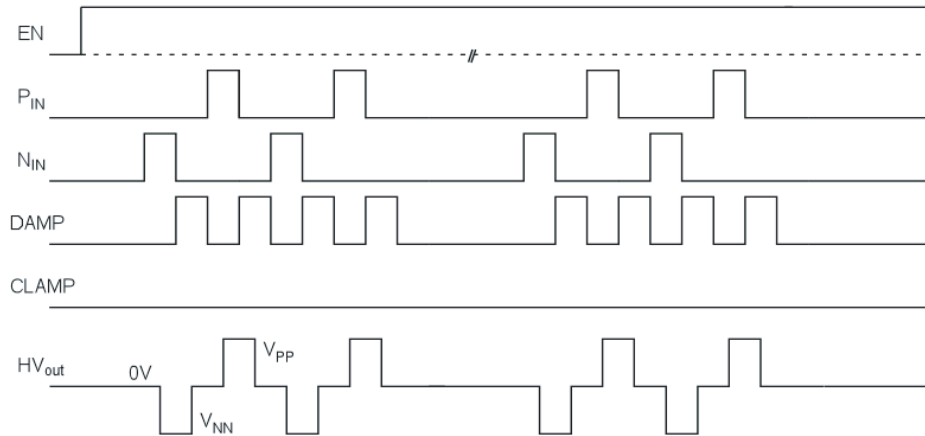 EN
P_IN
N_IN
DAMP
CLAMP
HV_out
0V
V_PP
V_NN